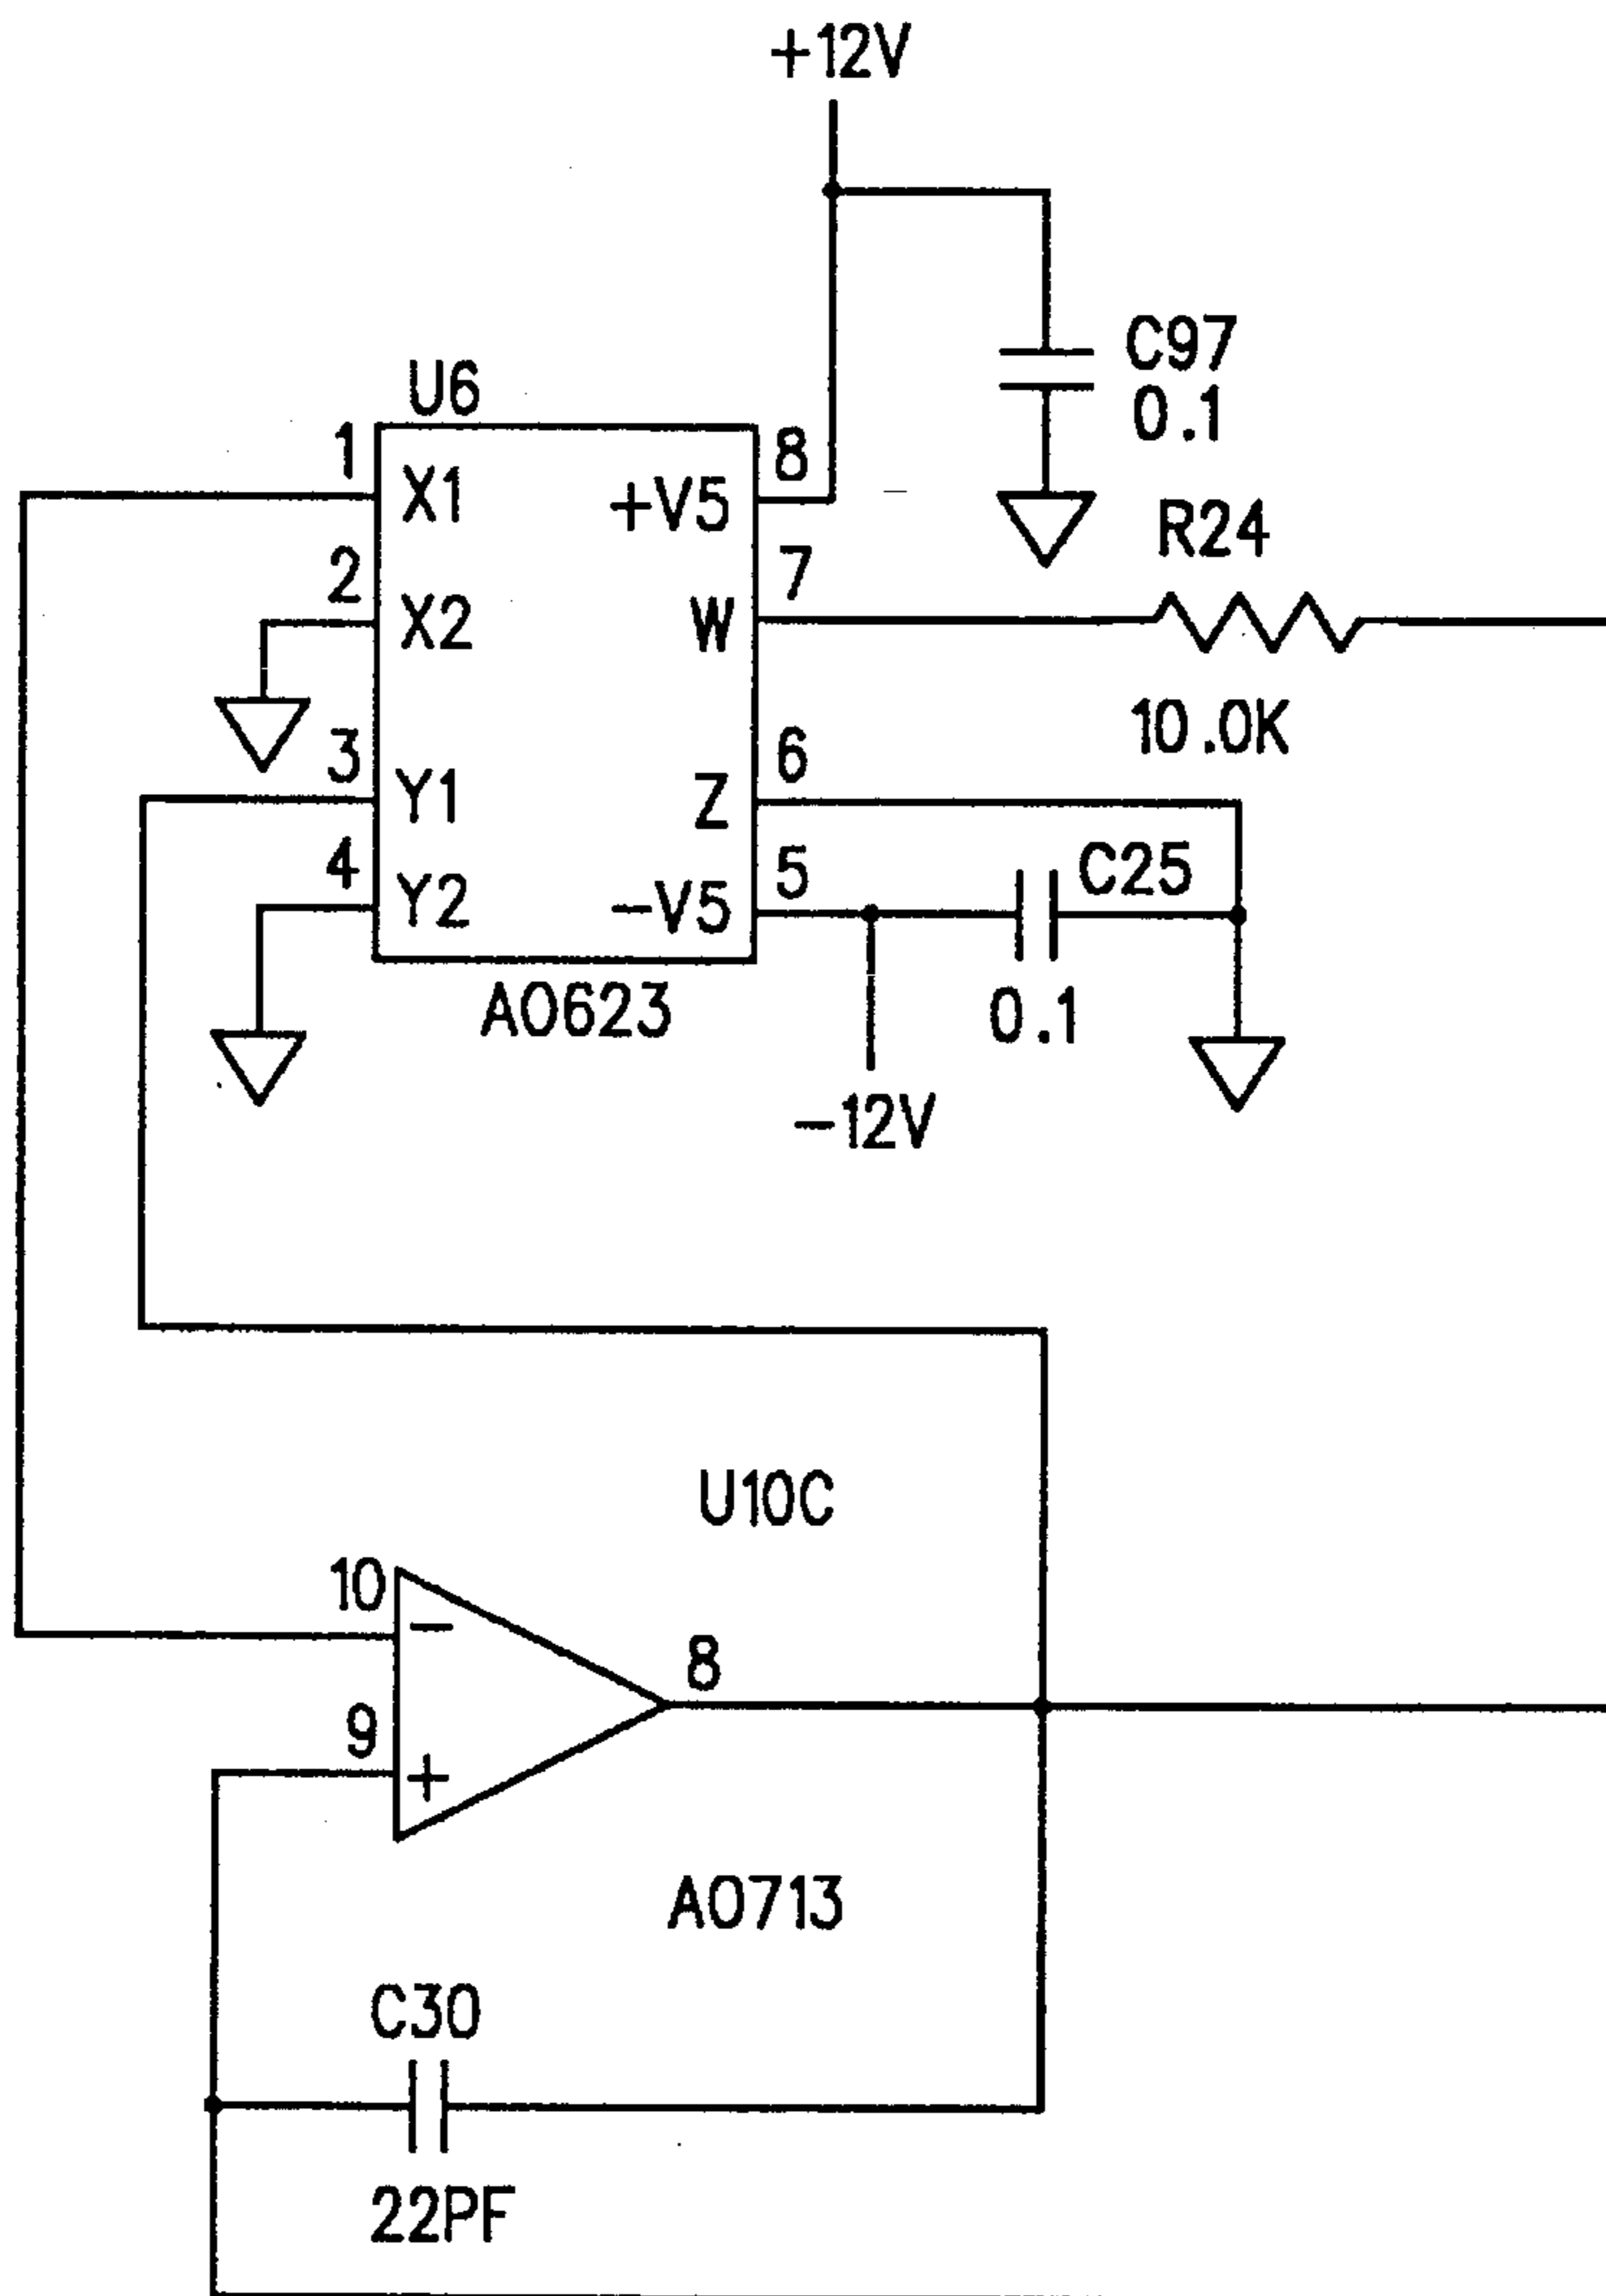 +12V
C97
0.1
U6
1
X1
+V5
8
2
X2
W
7
R24
10.0K
3
Y1
Z
6
4
Y2
-V5
5
C25
0.1
A0623
-12V
U10C
10
-
8
9
+
A0713
C30
22PF